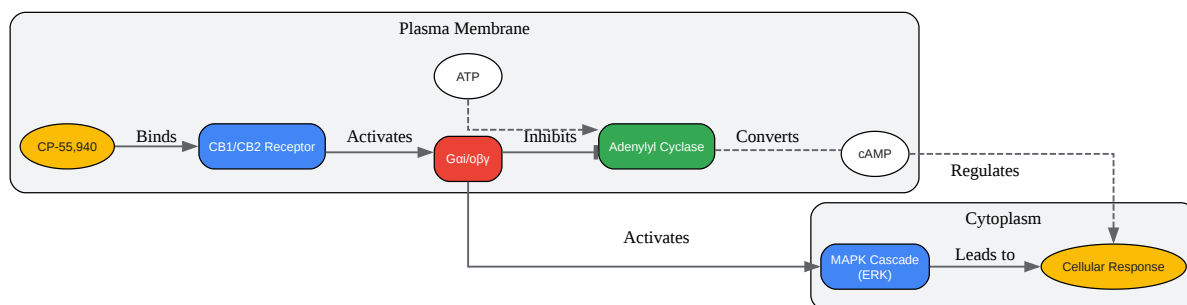 Plasma Membrane
ATP
CP-55,940
Binds
CB1/CB2 Receptor
Activates
Gαi/oβγ
Inhibits
Adenylyl Cyclase
Converts
cAMP
Regulates
Cytoplasm
Activates
MAPK Cascade
(ERK)
Leads to
Cellular Response